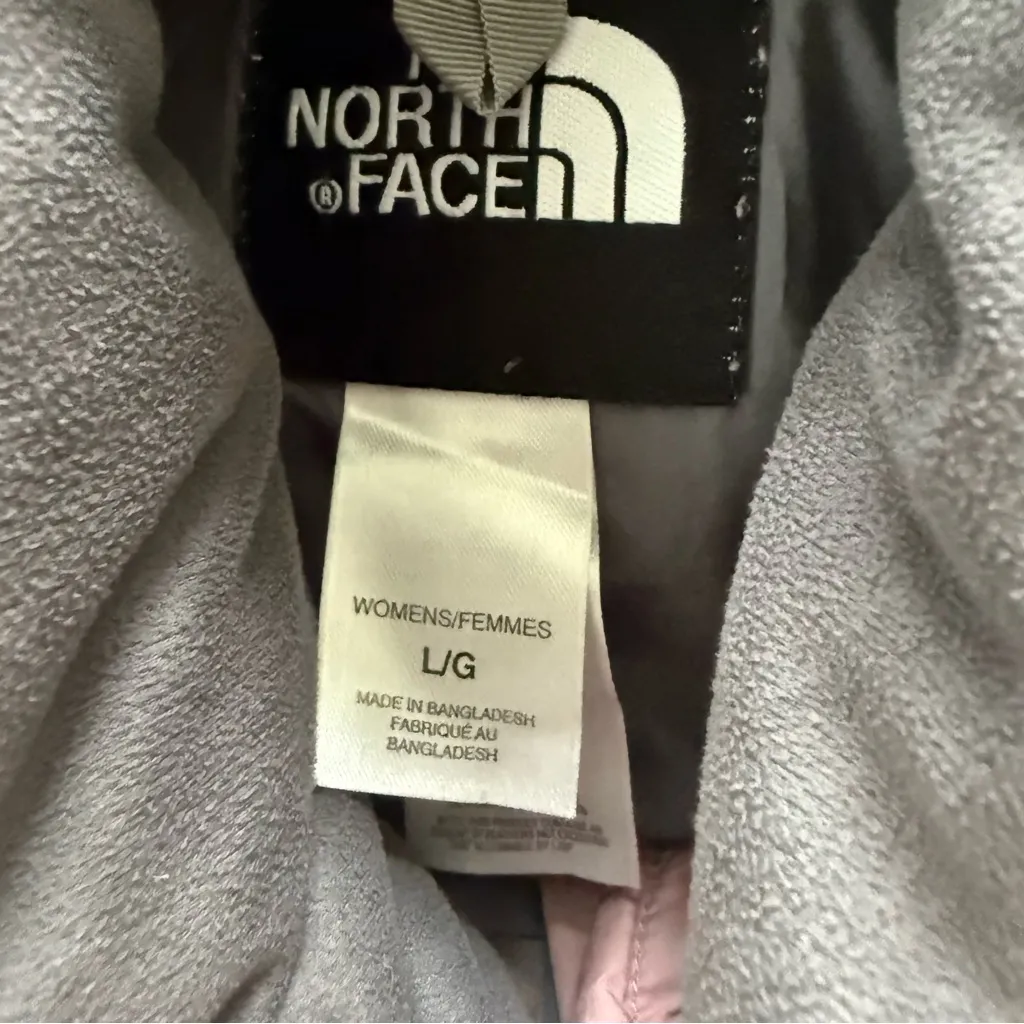 NORTH
® FACE
WOMENS/FEMMES
L/G
MADE IN BANGLADESH
FABRIQUÉ AU
BANGLADESH